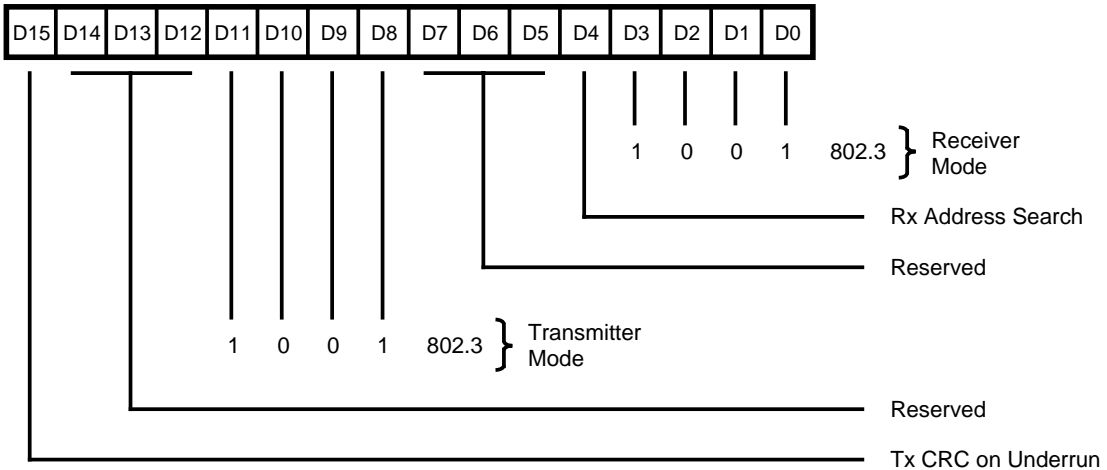 D15 D14 D13 D12 D11 D10 D9 D8 D7 D6 D5 D4 D3 D2 D1 D0
1 0 0 1 802.3 } Receiver
Mode
Rx Address Search
Reserved
1 0 0 1 802.3 } Transmitter
Mode
Reserved
Tx CRC on Underrun